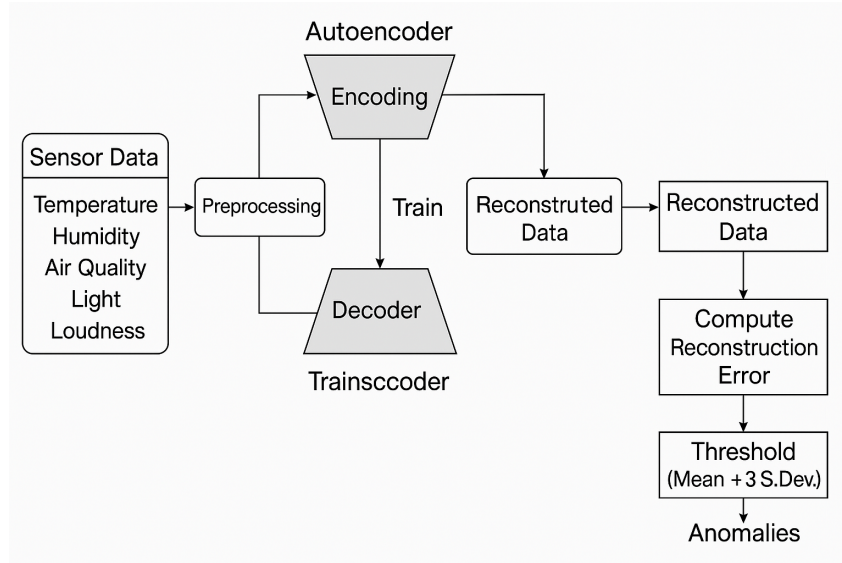 Autoencoder
Encoding
Sensor Data
Temperature
Humidity
Air Quality
Light
Loudness
Preprocessing
Train
Decoder
Trainsccoder
Reconstruted
Data
Reconstructed
Data
Compute
Reconstruction
Error
Threshold
(Mean + 3 S.Dev.)
Anomalies